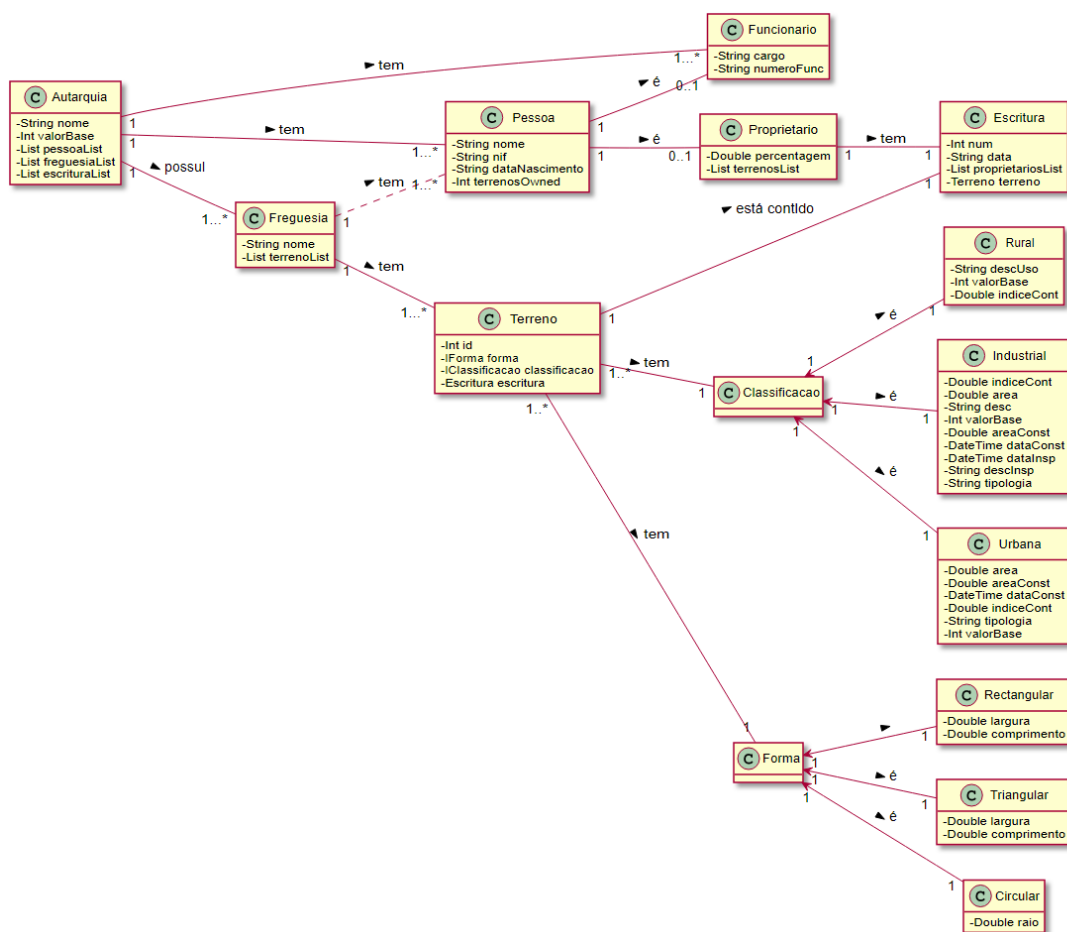 C Funcionario
-String cargo
-String numeroFunc
1...*
► tem
► é
0..1
C Autarquia
-String nome
-Int valorBase
-List pessoaList
-List freguesiaList
-List escrituraList
1
1
1
► tem
► possuI
C Pessoa
-String nome
-String nif
-String dataNascimento
-Int terrenosOwned
1...*
1
1
► é
0..1
C Proprietario
-Double percentagem
-List terrenosList
1
► tem
1
C Escritura
-Int num
-String data
-List proprietariosList
-Terreno terreno
1
► tem
1...*
1...*
C Freguesia
-String nome
-List terrenoList
1
1
► tem
1...*
► está contIdo
C Terreno
-Int id
-IForma forma
-IClassificacao classificacao
-Escritura escritura
1
1..*
1..*
► tem
1
C Classificacao
1
1
1
C Rural
-String descUso
-Int valorBase
-Double indiceCont
► é
1
C Industrial
-Double indiceCont
-Double area
-String desc
-Int valorBase
-Double areaConst
-DateTime dataConst
-DateTime dataInsp
-String descInsp
-String tipologia
► é
1
C Urbana
-Double area
-Double areaConst
-DateTime dataConst
-Double indiceCont
-String tipologia
-Int valorBase
► é
1
► tem
1
C Forma
1
1
1
C Rectangular
-Double largura
-Double comprimento
►
1
C Triangular
-Double largura
-Double comprimento
► é
1
► é
1
C Circular
-Double raio